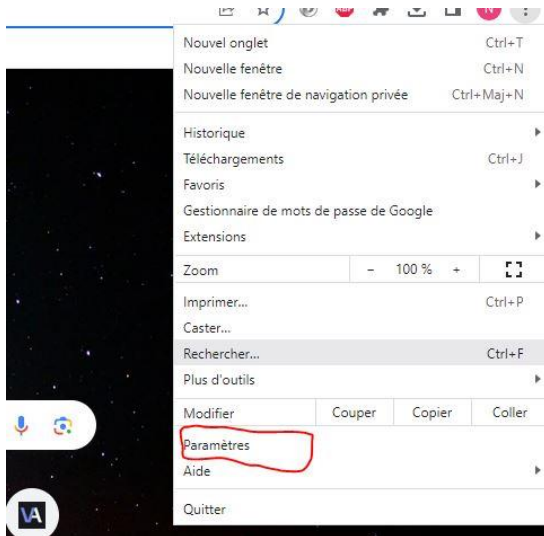 N
Nouvel onglet Ctrl+T
Nouvelle fenêtre Ctrl+N
Nouvelle fenêtre de navigation privée Ctrl+Maj+N
Historique
Téléchargements Ctrl+J
Favoris
Gestionnaire de mots de passe de Google
Extensions
Zoom - 100 % +
Imprimer... Ctrl+P
Caster...
Rechercher... Ctrl+F
Plus d'outils
Modifier Couper Copier Coller
Paramètres
Aide
VA
Quitter